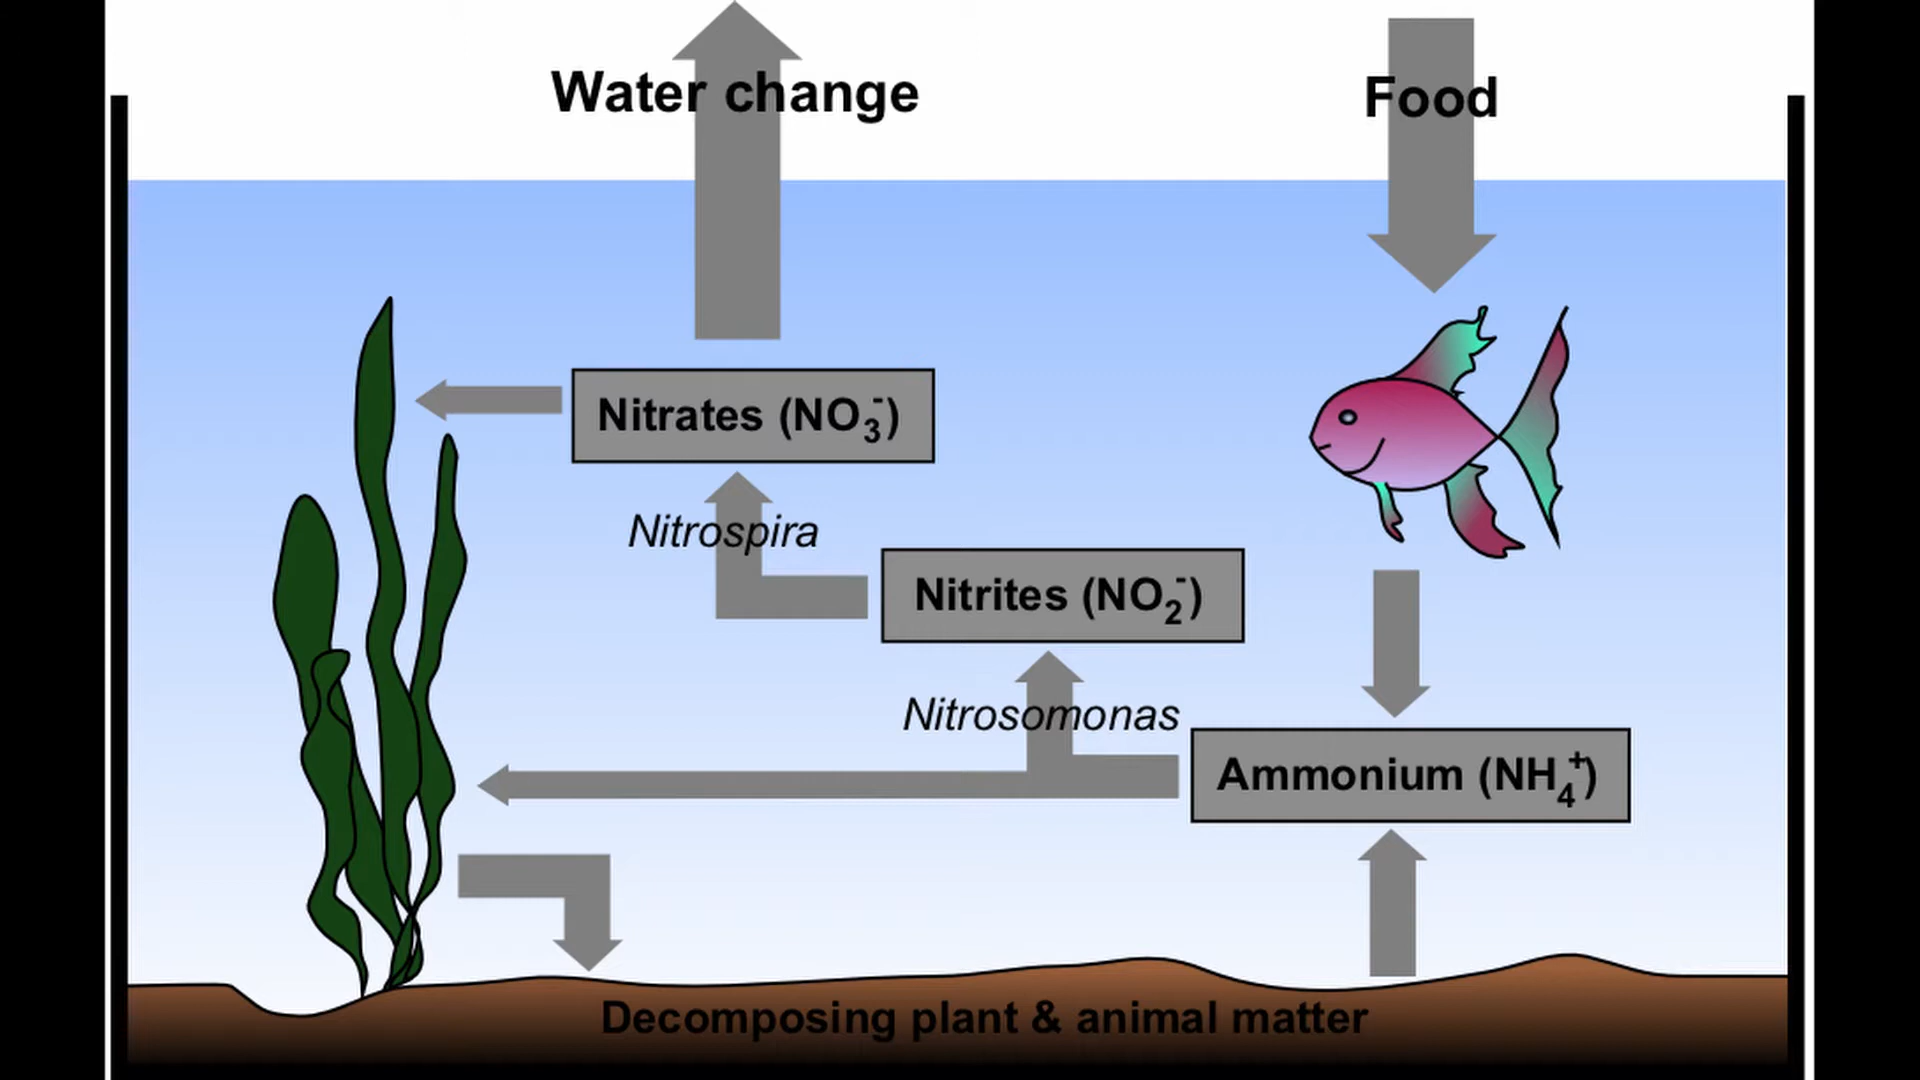 Water change
Food
Nitrates (NO₃⁻)
Nitrospira
Nitrites (NO₂⁻)
Nitrosomonas
Ammonium (NH₄⁺)
Decomposing plant & animal matter